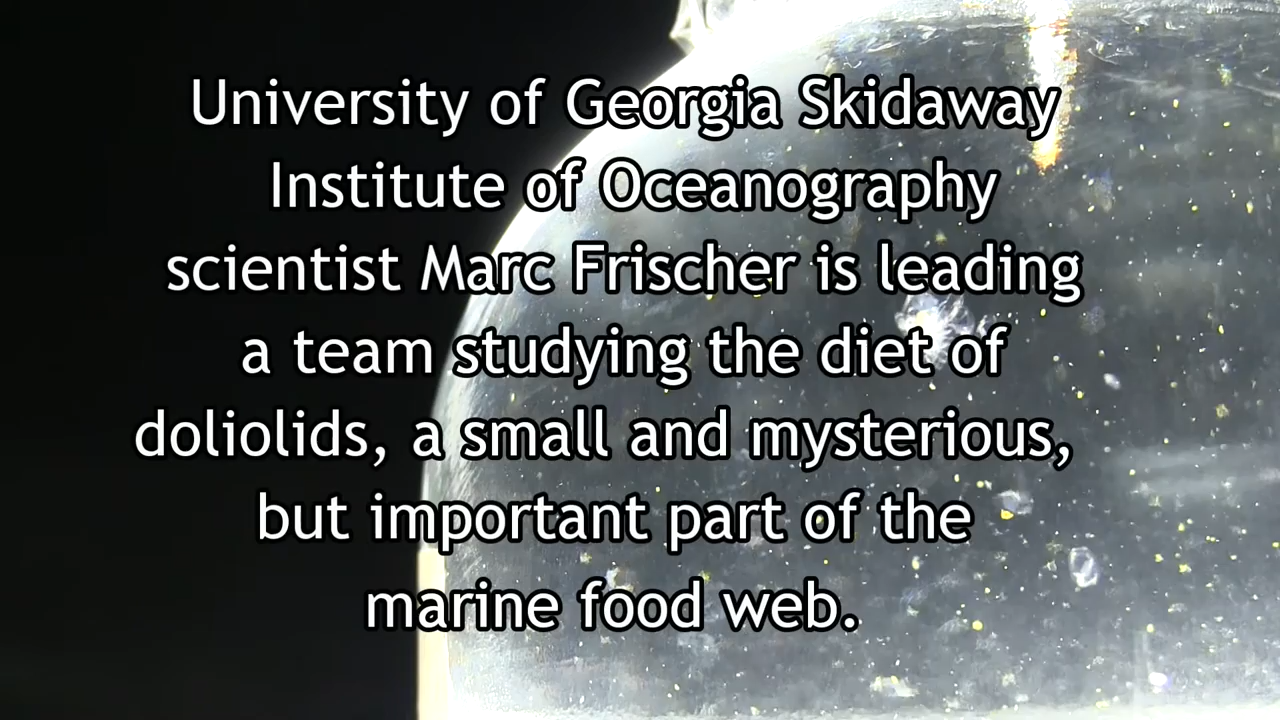 University of Georgia Skidaway
Institute of Oceanography
scientist Marc Frischer is leading
a team studying the diet of
doliolids, a small and mysterious,
but important part of the
marine food web.